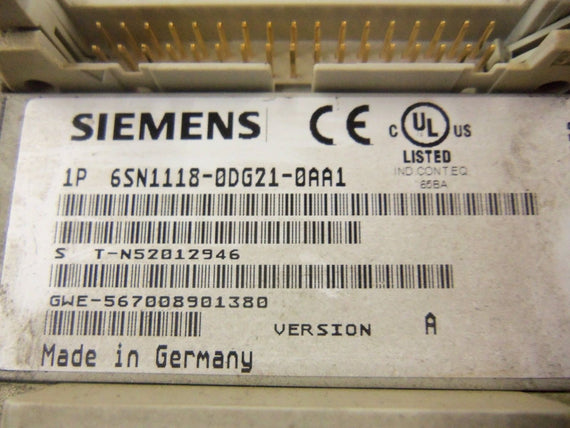 SIEMENS CE C UL US
LISTED
IND.CONT.EQ.
1P 6SN1118-0DG21-0AA1
S T-N52012946
GWE-567008901380
VERSION A
Made in Germany